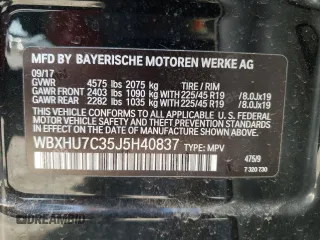 MFD BY BAYERISCHE MOTOREN WERKE AG
09/17
GVWR 4575 lbs 2075 kg TIRE / RIM
GAWR FRONT 2403 lbs 1090 kg 225/45 R19 /8.0Jx19
GAWR REAR 2282 lbs 1035 kg 225/45 R19 /8.0Jx19
THIS VEHICLE CONFORMS TO ALL APPLICABLE
FEDERAL MOTOR VEHICLE SAFETY, BUMPER, AND
THEFT PREVENTION STANDARDS IN EFFECT ON THE
DATE OF MANUFACTURE SHOWN ABOVE.
WBXHU7C35J5H40837 TYPE: MPV
475/9
7 320 730